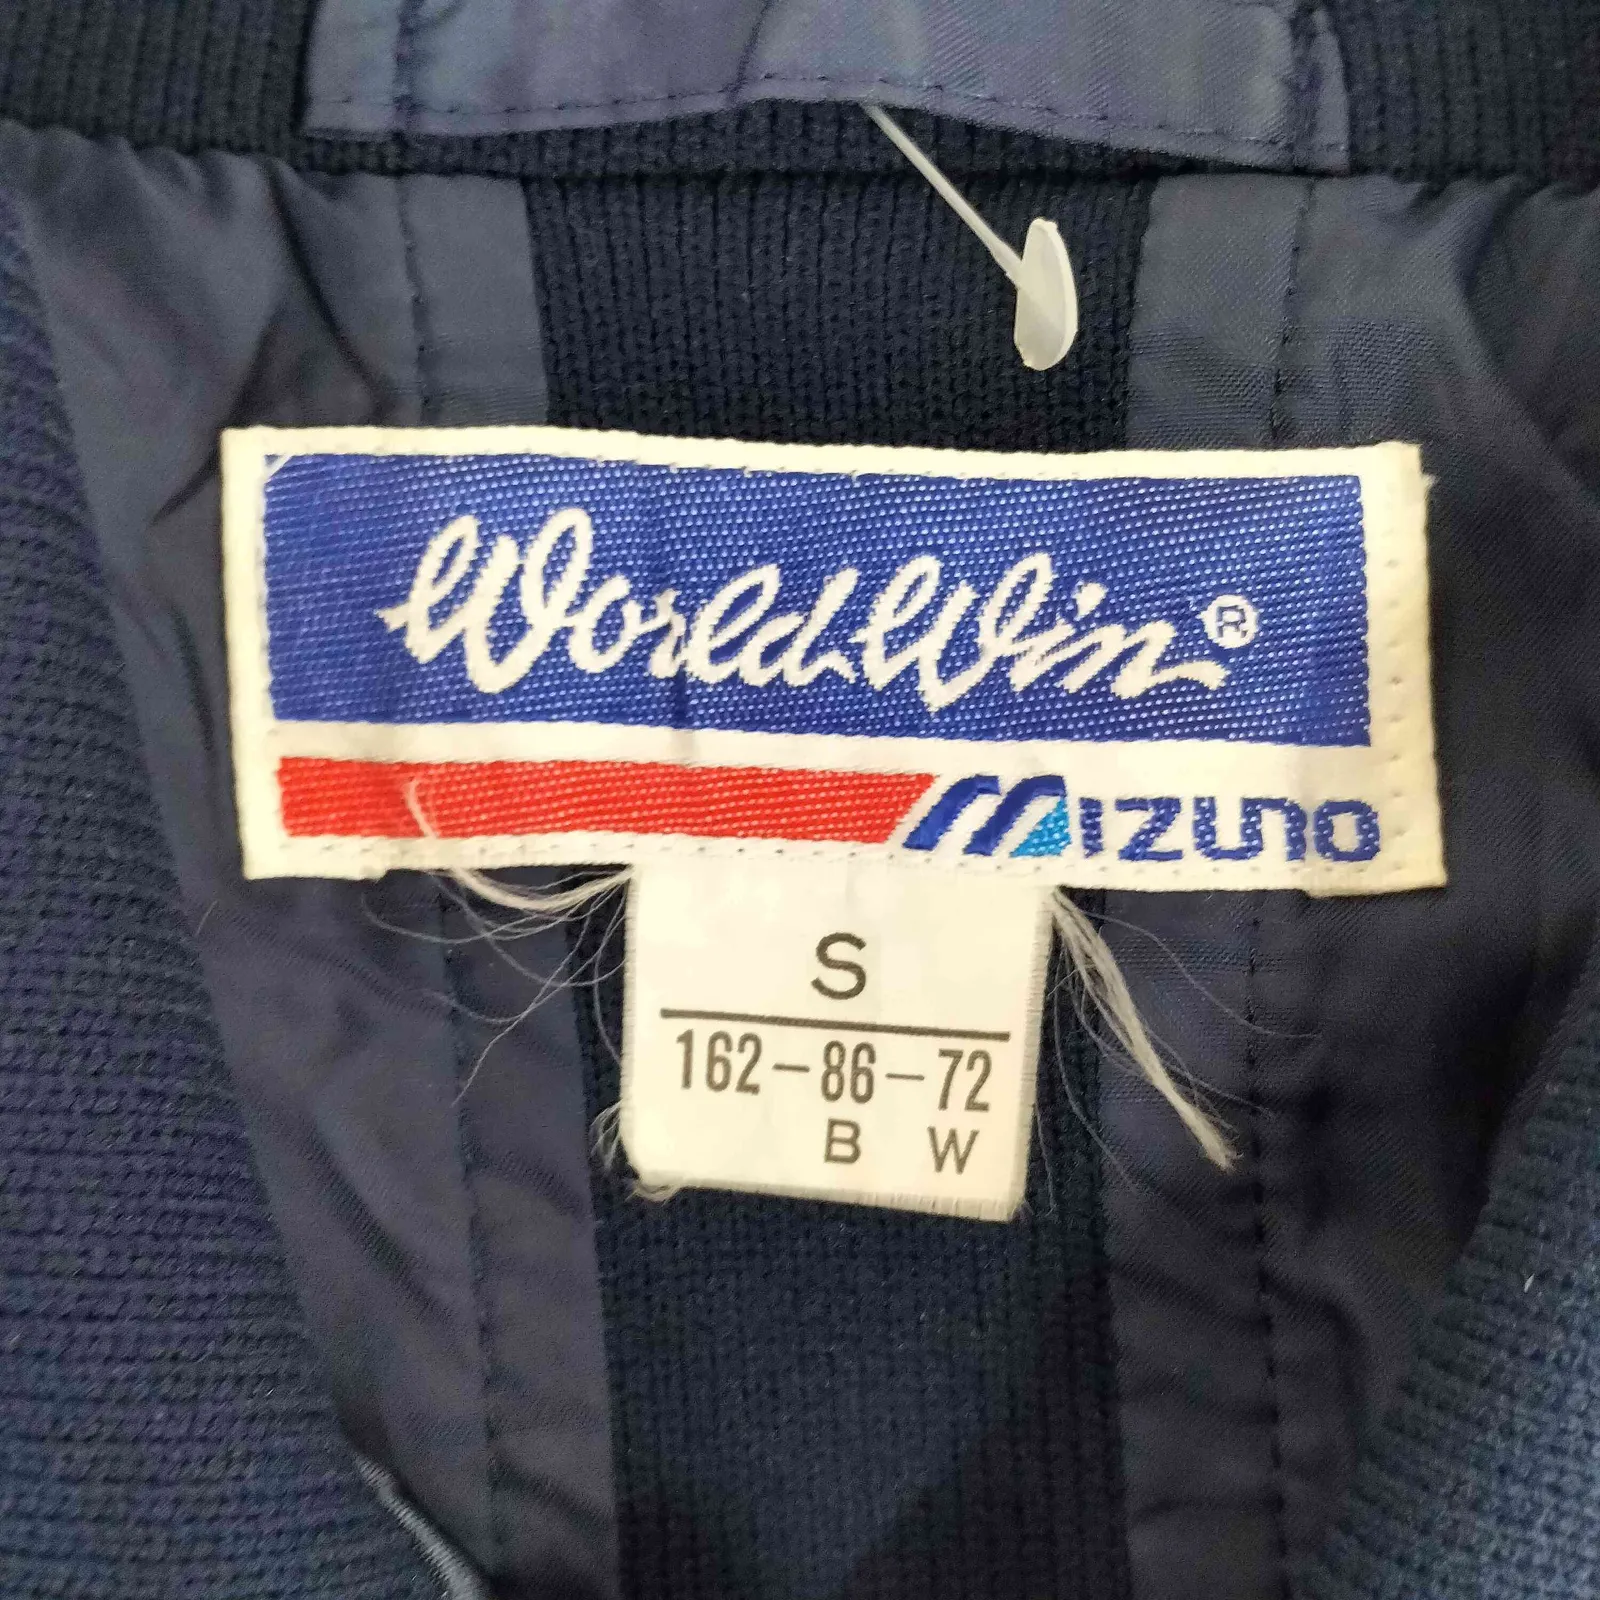 World Win ®
MIZUNO
S
162-86-72
B W